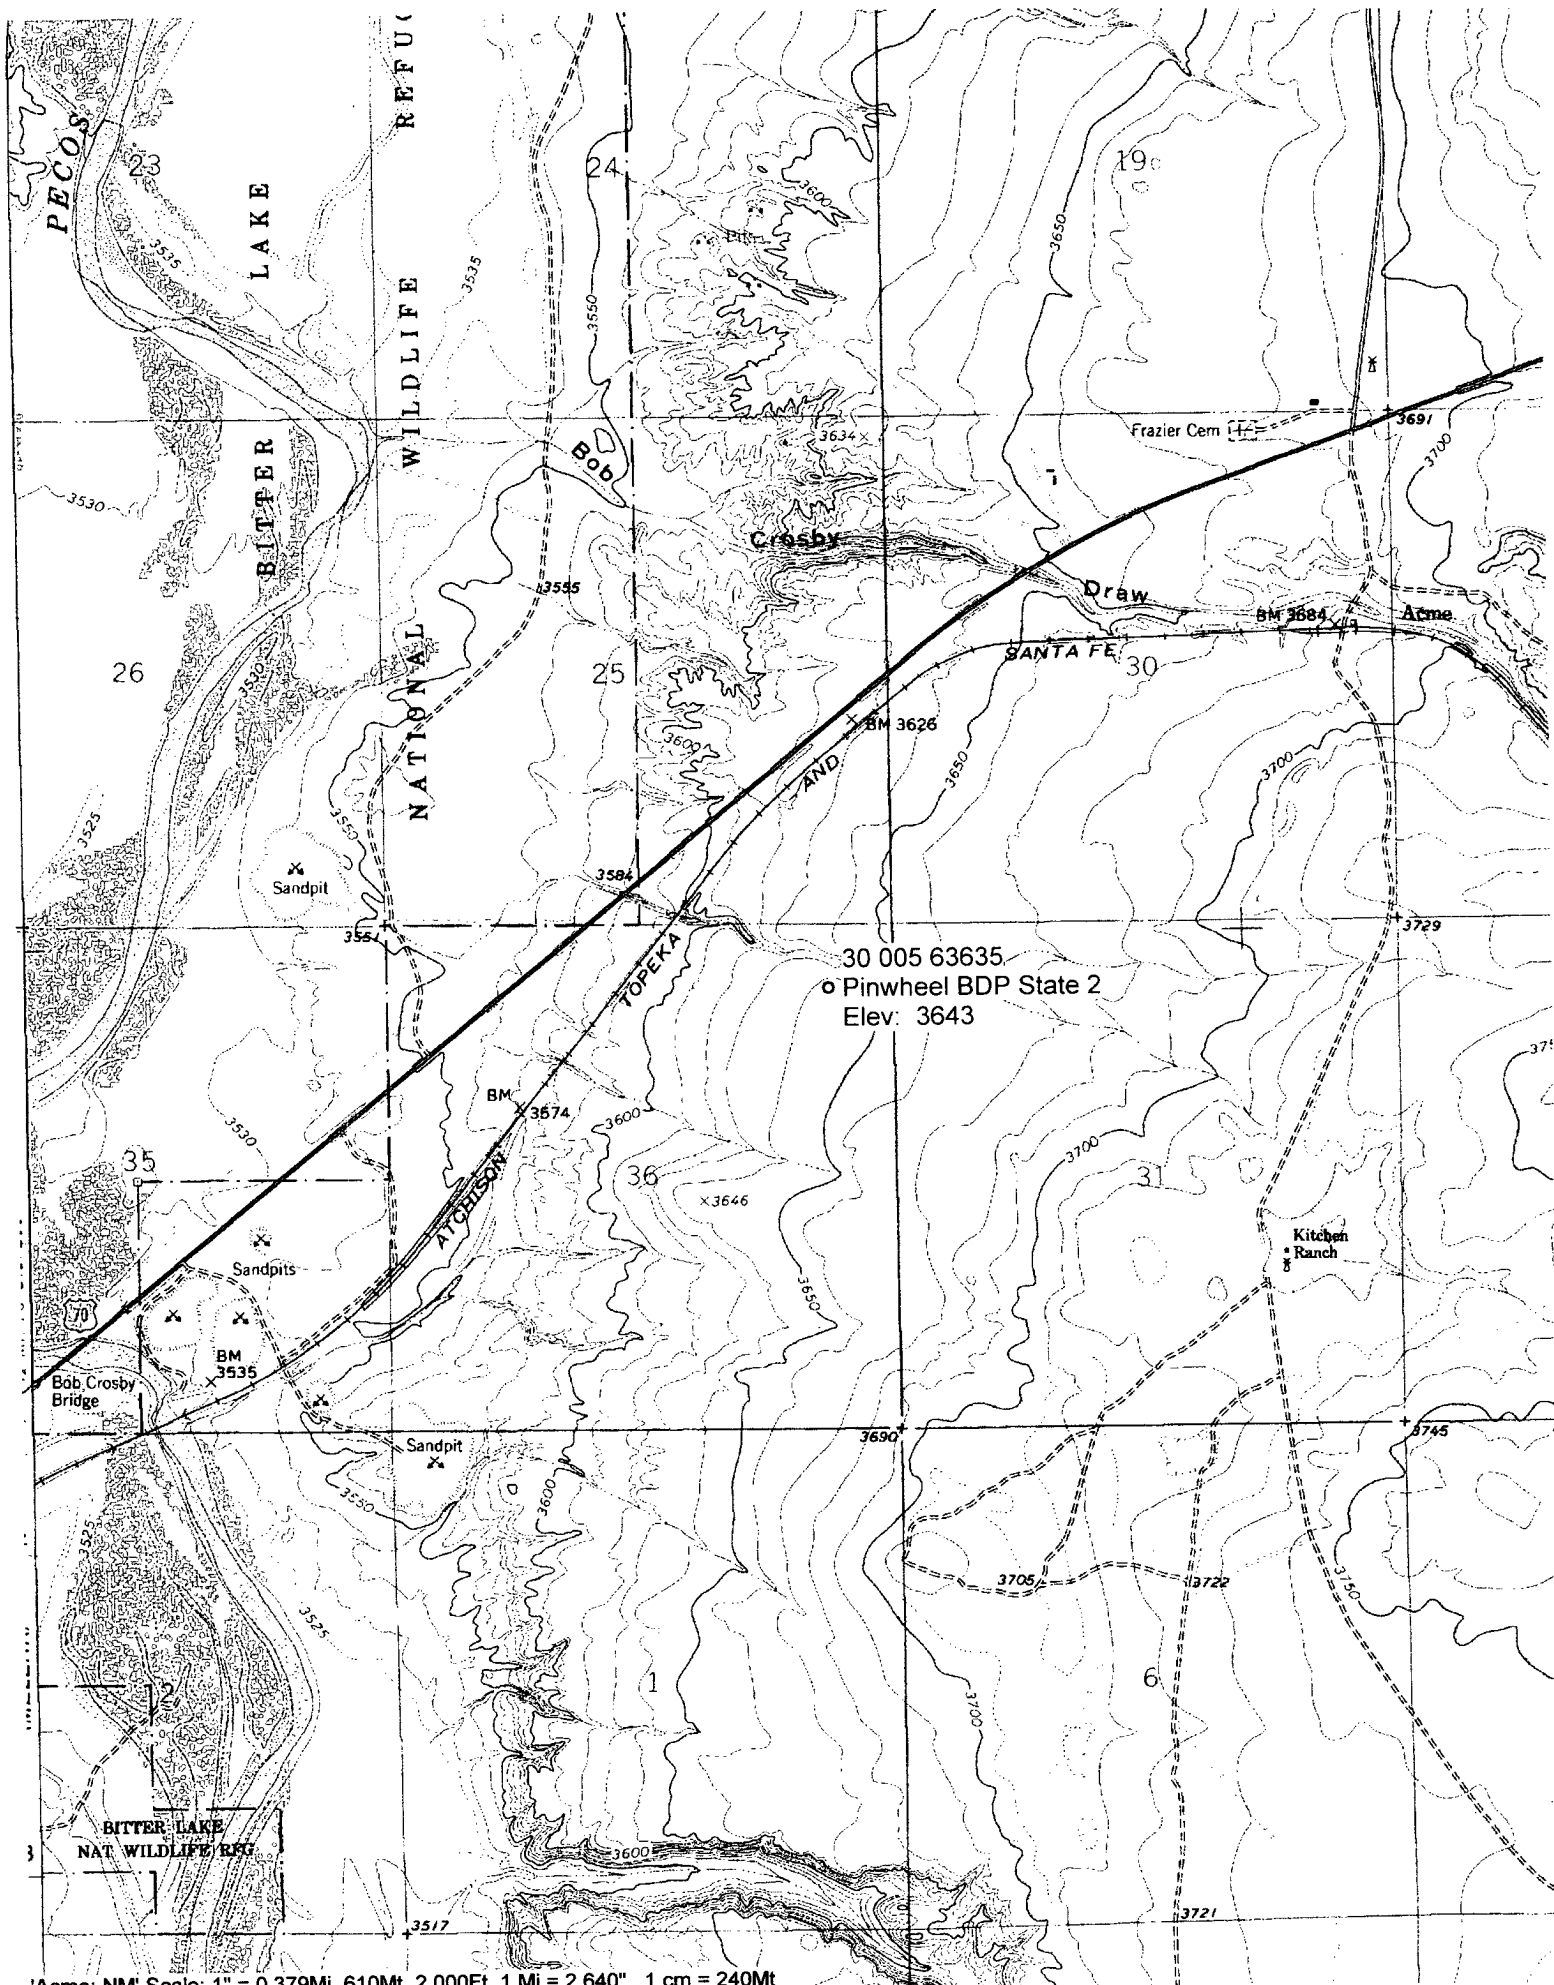 REFUG
PECOS
23
24
19
LAKE
3535
3535
3600
3650
WILDLIFE
3550
3634
Frazier Cem
3691
3700
Bob
BITTER
3530
Crosby
Draw
3555
BM 3684
Acme
SANTA FE
30
26
25
3530
NATIONAL
BM 3626
3600
3650
3700
AND
3525
3550
Sandpit
3584
3551
TOPEKA
3729
30 005 63635
Pinwheel BDP State 2
Elev: 3643
BM
3574
3600
3530
35
36
3646
3700
31
ATCHISON
Kitchen
Ranch
Sandpits
70
3650
BM
3535
Bob Crosby
Bridge
3690
3745
Sandpit
3550
3600
3525
3705
3722
3750
3525
1
6
2
3700
BITTER LAKE
NAT WILDLIFE RFG
3600
3517
3721
'Acme; NM' Scale: 1" = 0.379Mi 610Mt 2,000Ft 1 Mi = 2.640" 1 cm = 240Mt